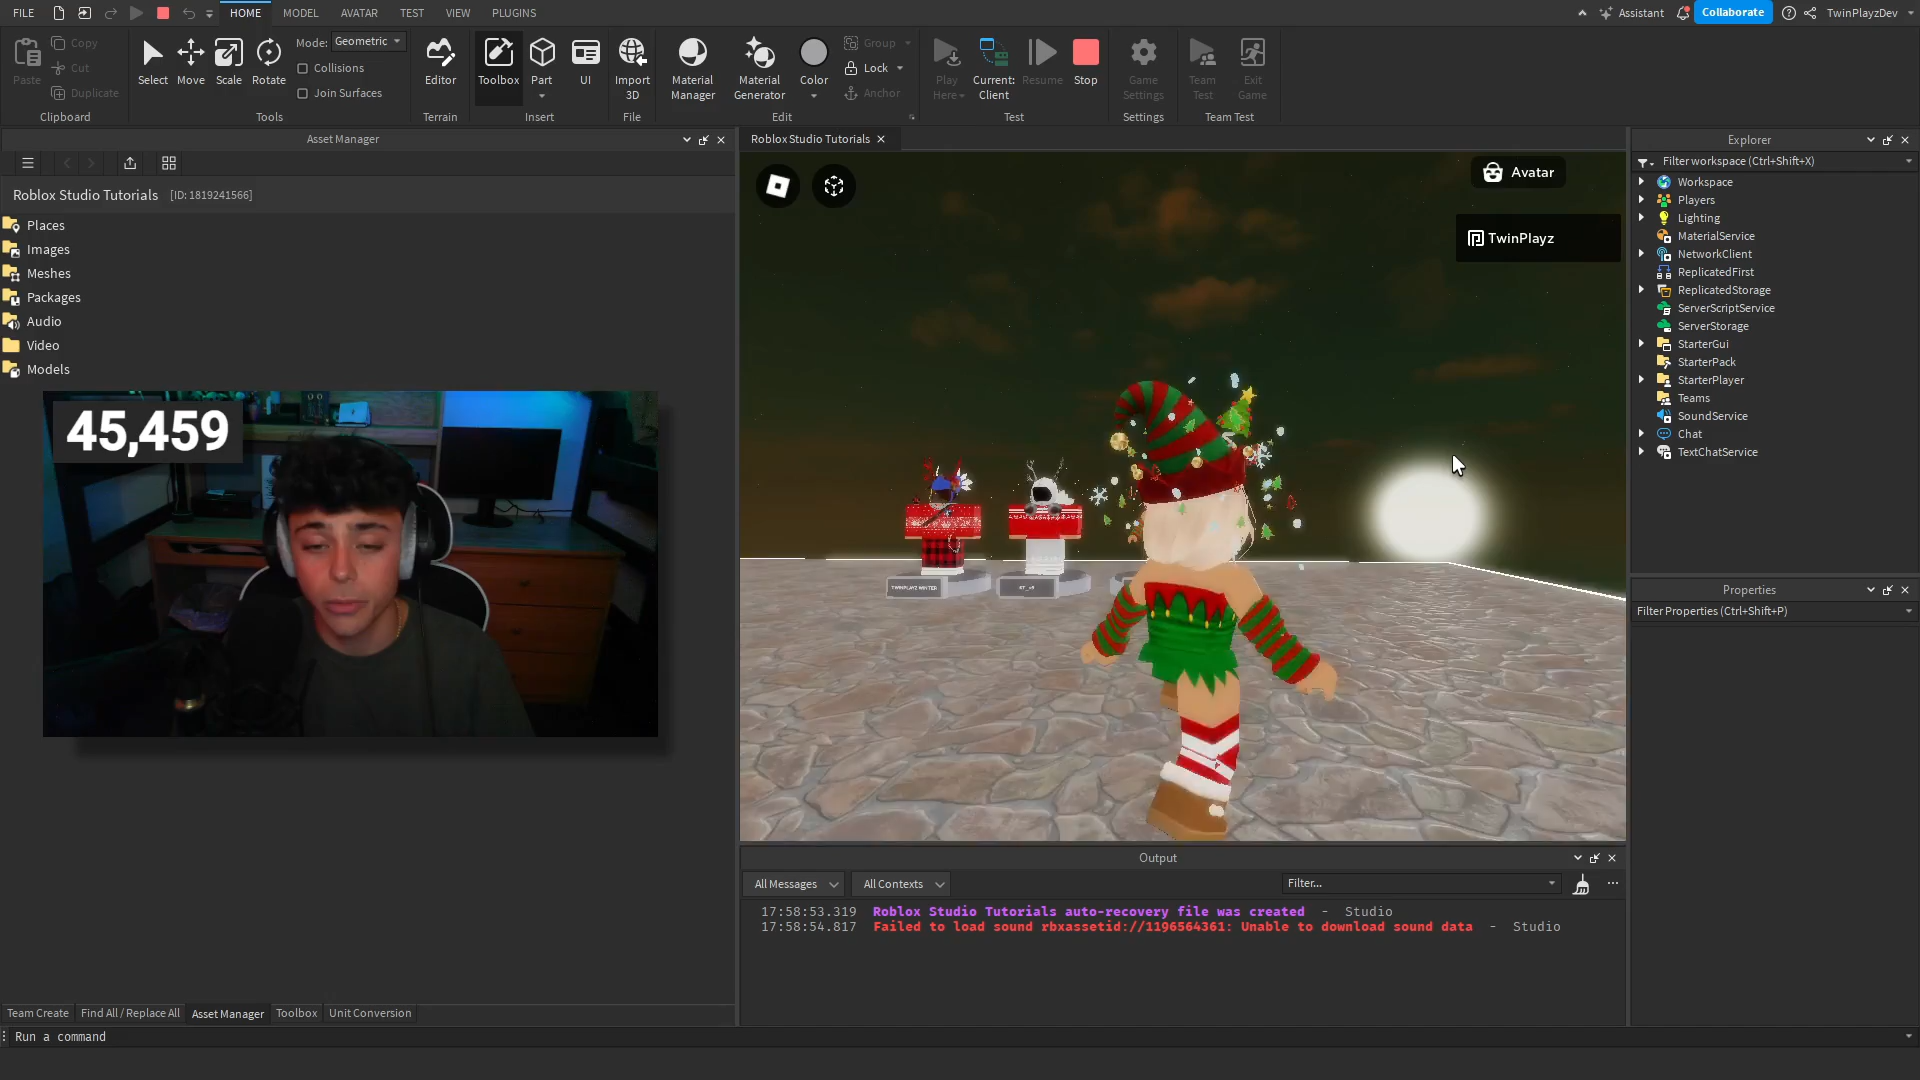 FILE HOME MODEL AVATAR TEST VIEW PLUGINS Assistant Collaborate TwinPlayzDev
Paste Copy Cut Duplicate
Clipboard
Select Move Scale Rotate Mode: Geometric
Collisions
Join Surfaces
Tools
Editor
Terrain
Toolbox Part UI
Insert
Import
3D
File
Material
Manager
Material
Generator
Color
Group
Lock
Anchor
Edit
Play
Here
Current:
Client
Resume
Stop
Test
Game
Settings
Settings
Team
Test
Exit
Game
Team Test
Asset Manager
Roblox Studio Tutorials [ID: 1819241566]
Places
Images
Meshes
Packages
Audio
Video
Models
45,459
Roblox Studio Tutorials
Avatar
TwinPlayz
TWINPLAYZ WINTER
Output
All Messages All Contexts Filter...
17:58:53.319 Roblox Studio Tutorials auto-recovery file was created - Studio
17:58:54.817 Failed to load sound rbxassetid://1196564361: Unable to download sound data - Studio
Explorer
Filter workspace (Ctrl+Shift+X)
Workspace
Players
Lighting
MaterialService
NetworkClient
ReplicatedFirst
ReplicatedStorage
ServerScriptService
ServerStorage
StarterGui
StarterPack
StarterPlayer
Teams
SoundService
Chat
TextChatService
Properties
Filter Properties (Ctrl+Shift+P)
Team Create Find All / Replace All Asset Manager Toolbox Unit Conversion
Run a command